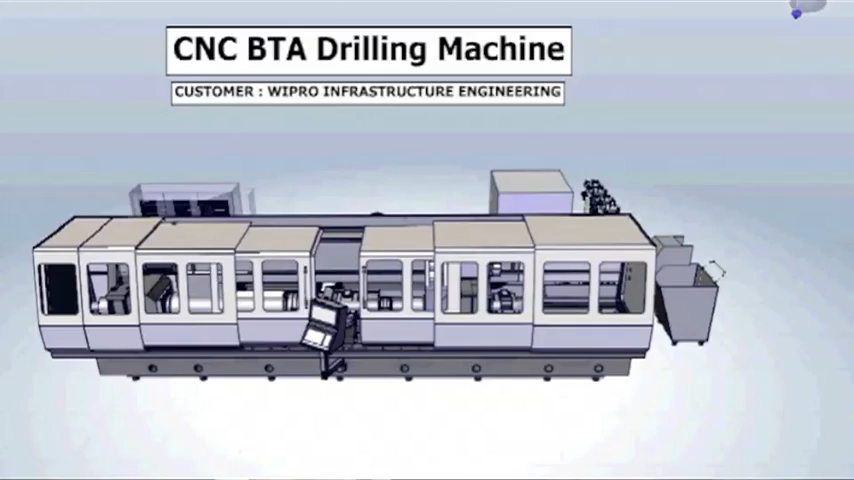 CNC BTA Drilling Machine
CUSTOMER : WIPRO INFRASTRUCTURE ENGINEERING